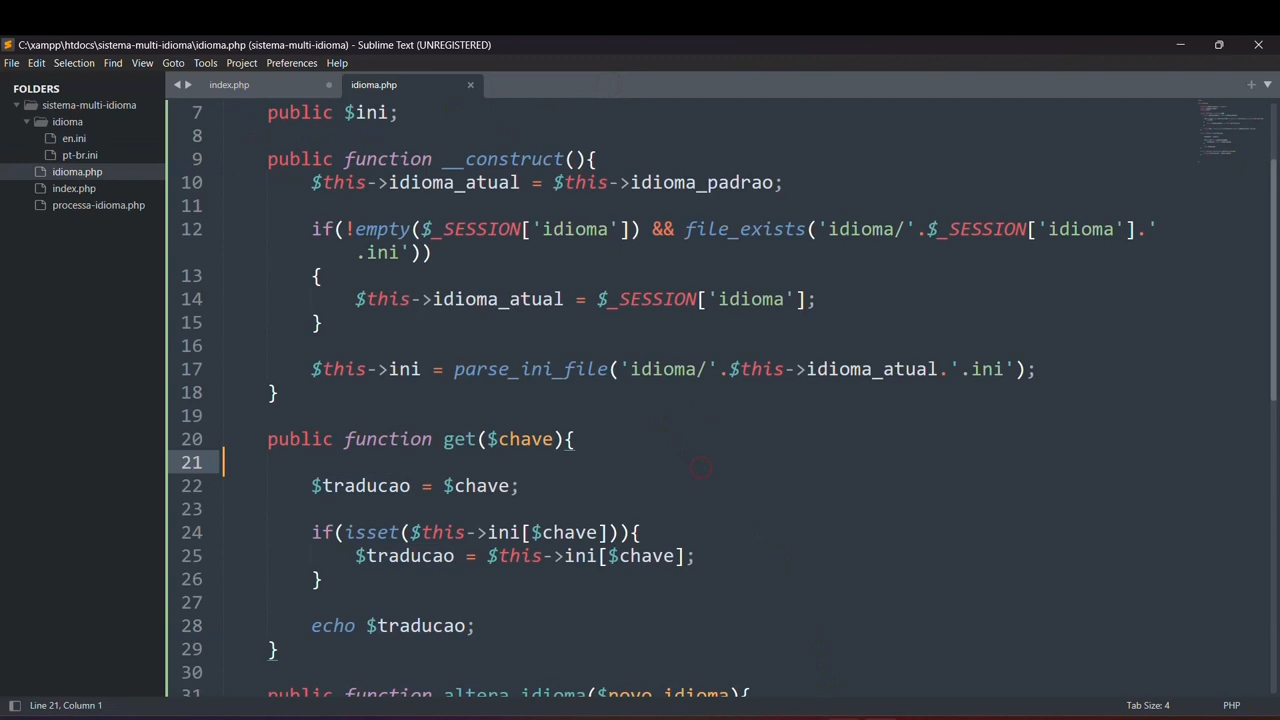 C:\xampp\htdocs\sistema-multi-idioma\idioma.php (sistema-multi-idioma) - Sublime Text (UNREGISTERED)
File Edit Selection Find View Goto Tools Project Preferences Help
FOLDERS
sistema-multi-idioma
idioma
en.ini
pt-br.ini
idioma.php
index.php
processa-idioma.php
index.php idioma.php
7 public $ini;
8
9 public function __construct(){
10 $this->idioma_atual = $this->idioma_padrao;
11
12 if(!empty($_SESSION['idioma']) && file_exists('idioma/'.$_SESSION['idioma'].'
.ini'))
13 {
14 $this->idioma_atual = $_SESSION['idioma'];
15 }
16
17 $this->ini = parse_ini_file('idioma/'.$this->idioma_atual.'.ini');
18 }
19
20 public function get($chave){
21
22 $traducao = $chave;
23
24 if(isset($this->ini[$chave])){
25 $traducao = $this->ini[$chave];
26 }
27
28 echo $traducao;
29 }
30
31 public function altera_idioma($novo_idioma){
Line 21, Column 1 Tab Size: 4 PHP